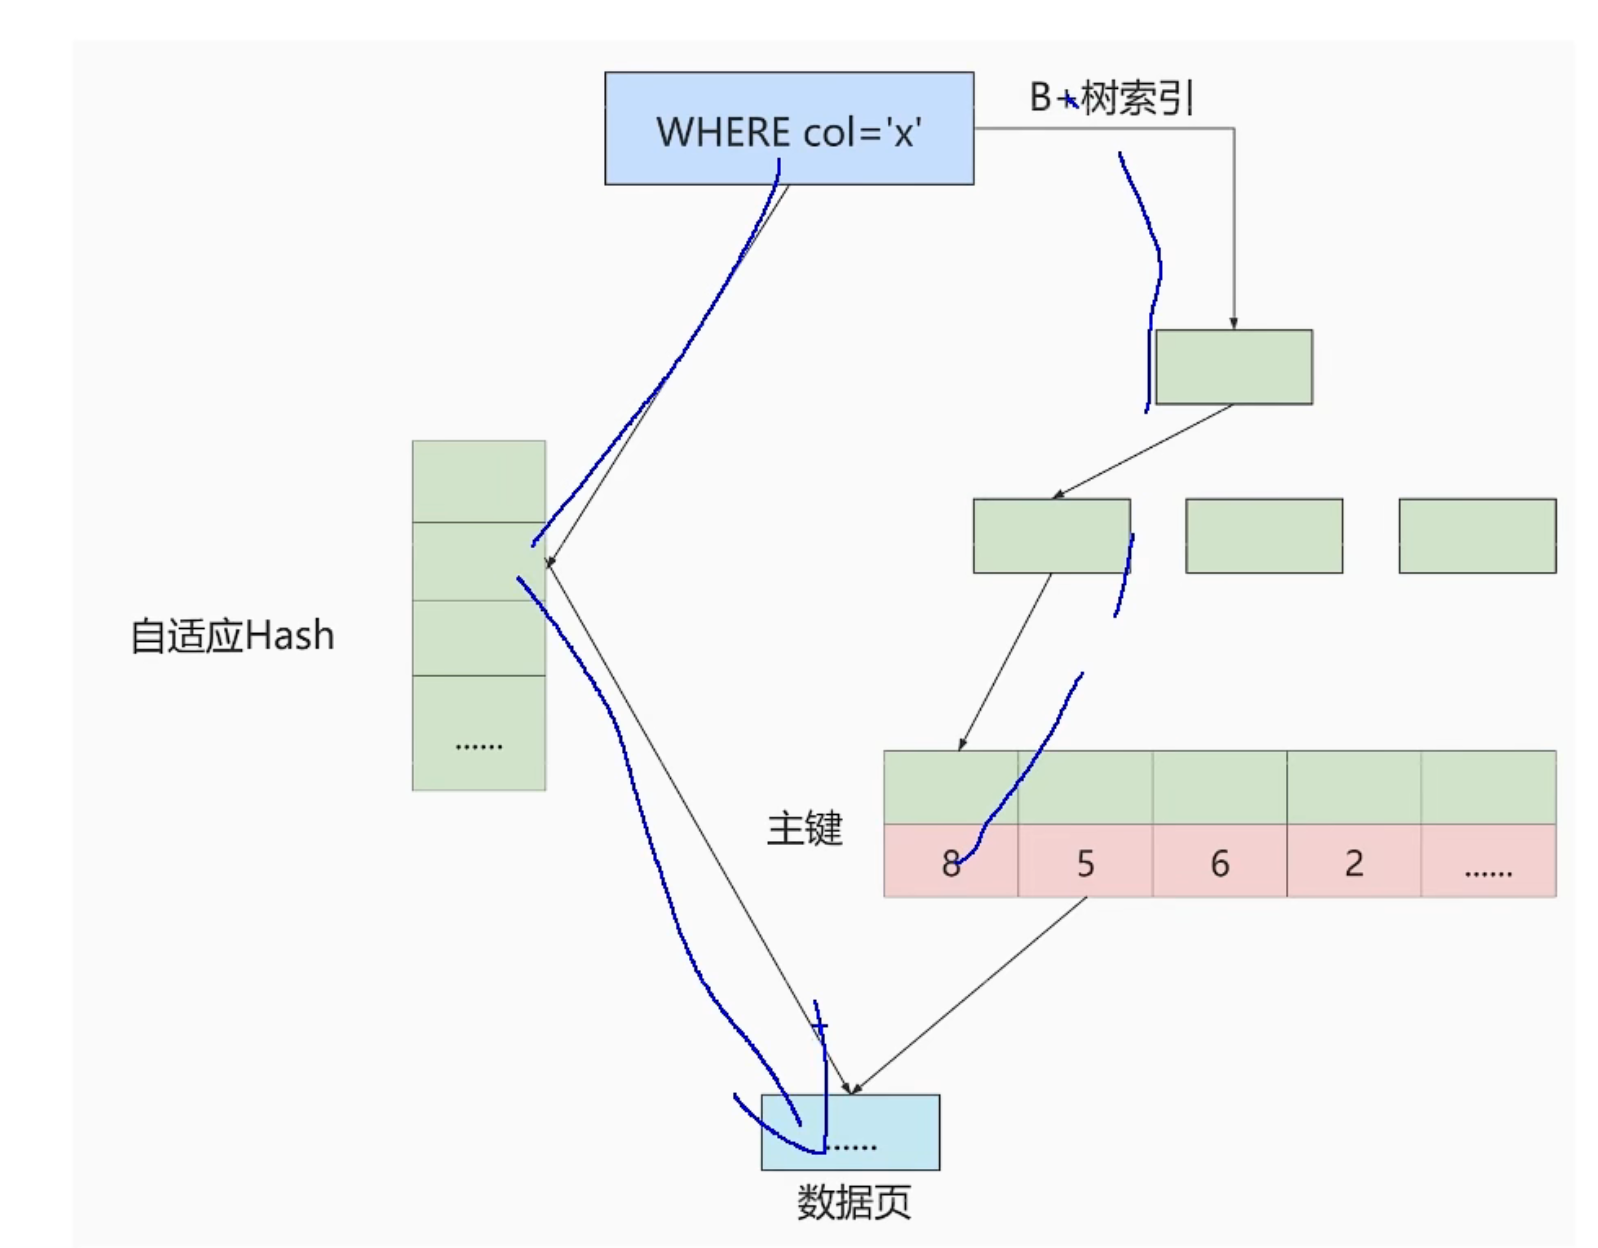 B+树索引
WHERE col='x'
自适应Hash
......
主键
8 5 6 2 ......
......
数据页